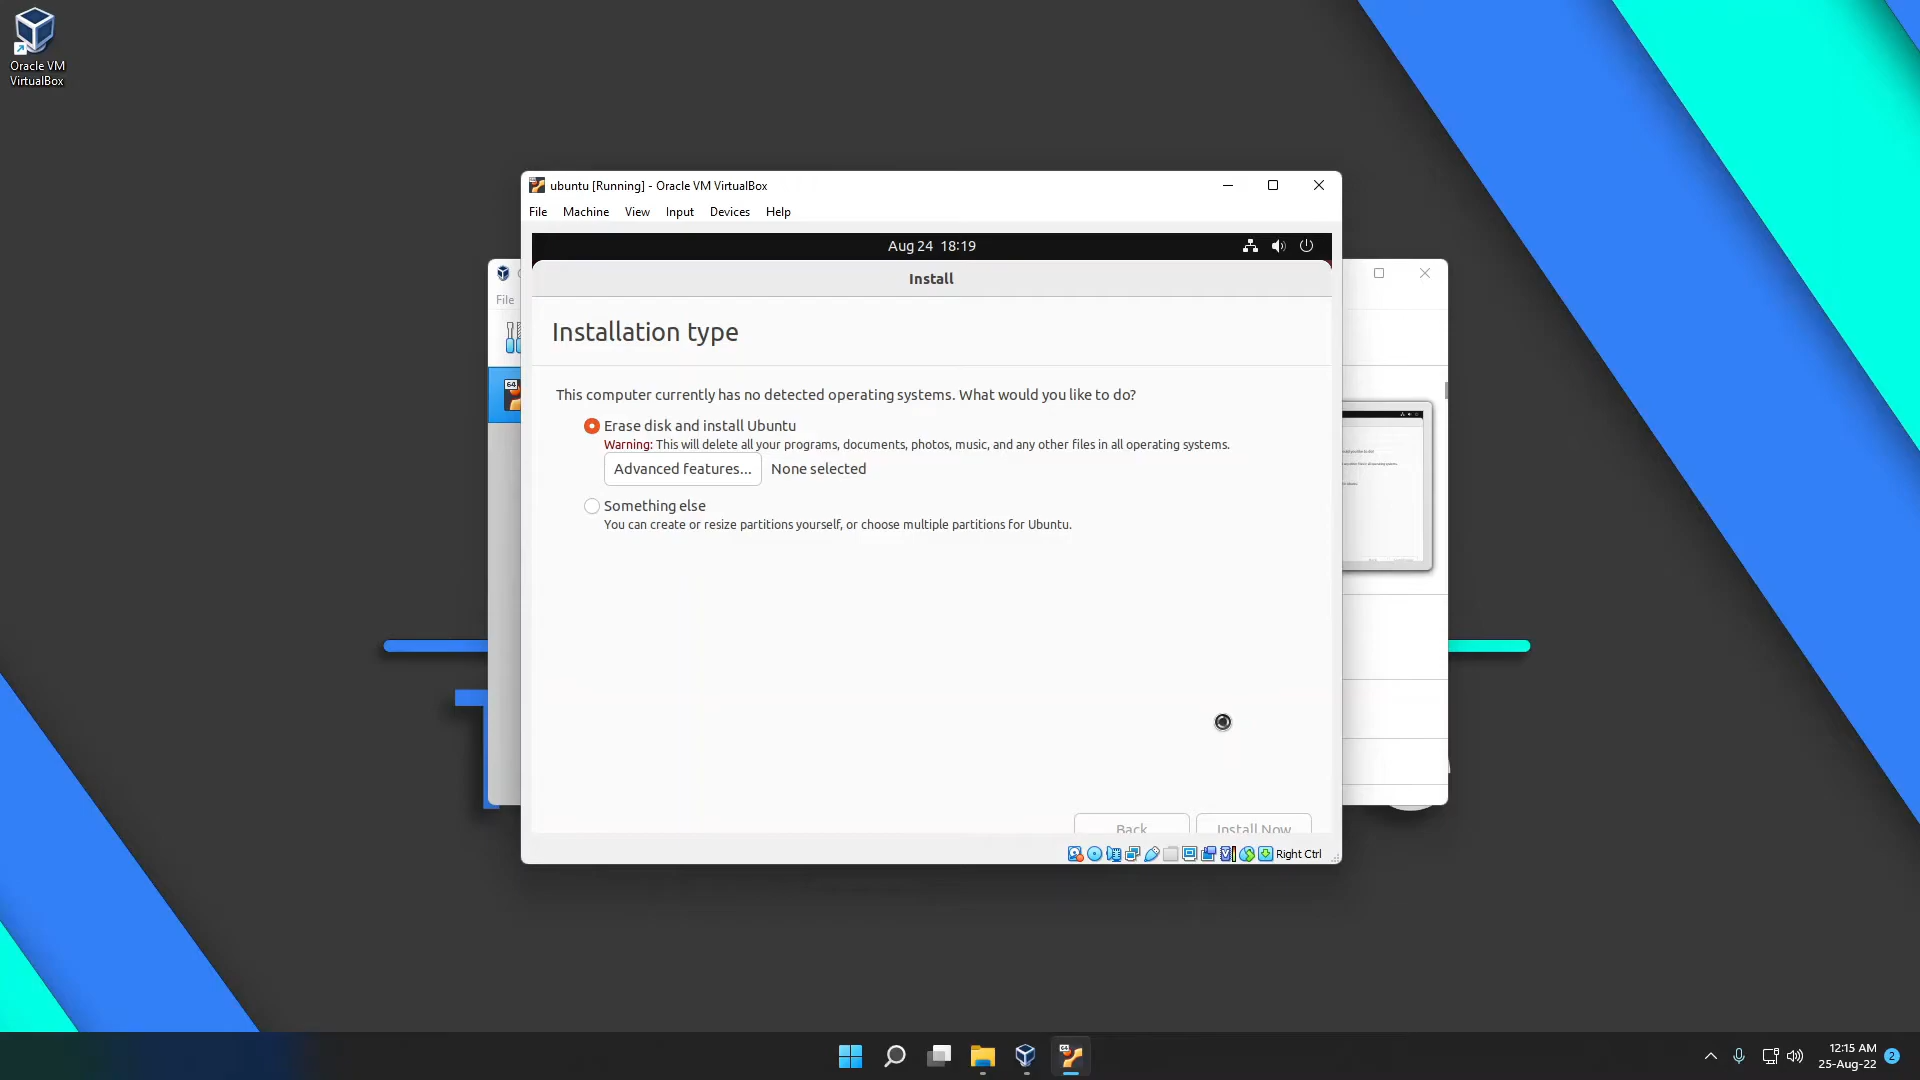 Oracle VM
VirtualBox
ubuntu [Running] - Oracle VM VirtualBox
File Machine View Input Devices Help
Aug 24 18:19
Install
File
64
Installation type
This computer currently has no detected operating systems. What would you like to do?
Erase disk and install Ubuntu
Warning: This will delete all your programs, documents, photos, music, and any other files in all operating systems.
Advanced features... None selected
Something else
You can create or resize partitions yourself, or choose multiple partitions for Ubuntu.
Back Install Now
Right Ctrl
12:15 AM
25-Aug-22
2